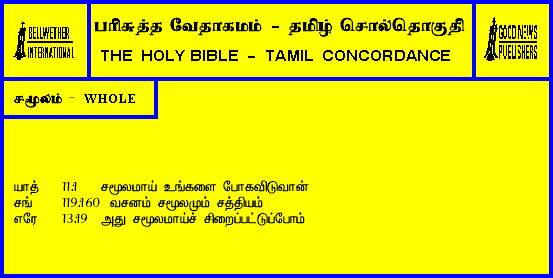 BELLWETHER
INTERNATIONAL
பரிசுத்த வேதாகமம் - தமிழ் சொல்தொகுதி
THE HOLY BIBLE - TAMIL CONCORDANCE
GOOD NEWS
PUBLISHERS
சமூலம் - WHOLE
யாத் 11:1 சமூலமாய் உங்களை போகவிடுவான்
சங் 119:160 வசனம் சமூலமும் சத்தியம்
எரே 13:19 அது சமூலமாய்ச் சிறைப்பட்டுப்போம்